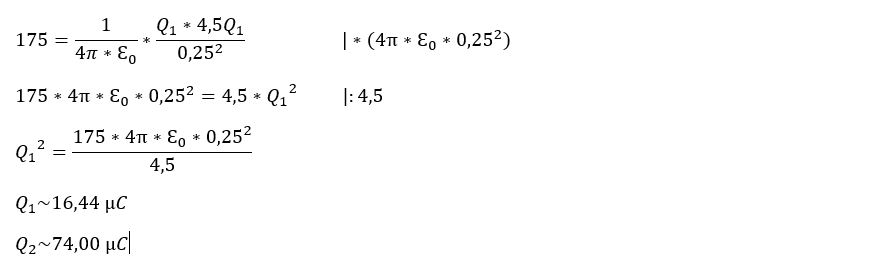 175 = 1/(4π * Ɛ₀) * (Q₁ * 4,5Q₁)/0,25² | * (4π * Ɛ₀ * 0,25²)
175 * 4π * Ɛ₀ * 0,25² = 4,5 * Q₁² |: 4,5
Q₁² = (175 * 4π * Ɛ₀ * 0,25²)/4,5
Q₁~16,44 μC
Q₂~74,00 μC